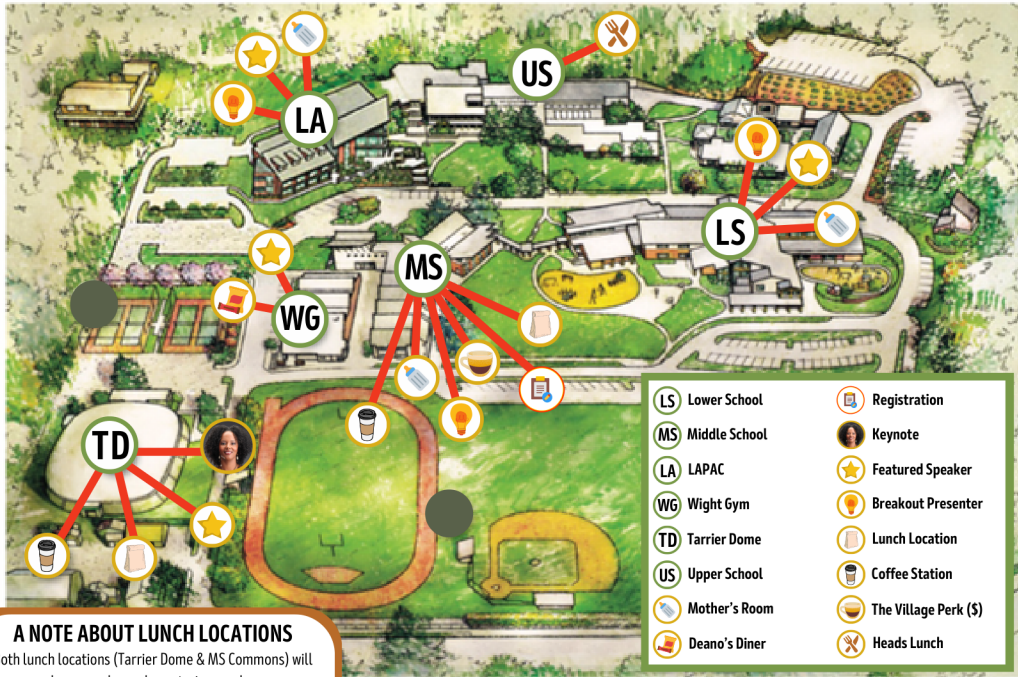 US
LA
LS
MS
WG
TD
LS Lower School
MS Middle School
LA LAPAC
WG Wight Gym
TD Tarrier Dome
US Upper School
Mother's Room
Deano's Diner
Registration
Keynote
Featured Speaker
Breakout Presenter
Lunch Location
Coffee Station
The Village Perk ($)
Heads Lunch
A NOTE ABOUT LUNCH LOCATIONS
lunch locations (Tarrier Dome & MS Commons) will